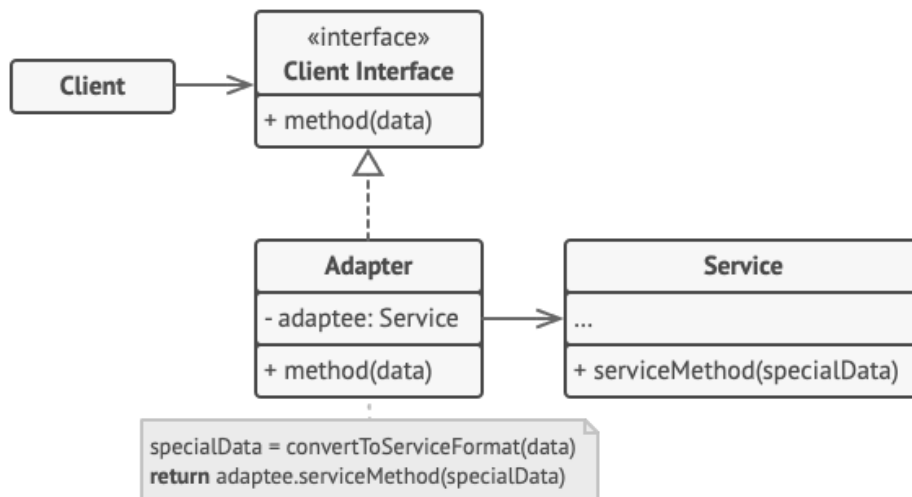 Client
«interface»
Client Interface
+ method(data)
Adapter
- adaptee: Service
+ method(data)
Service
...
+ serviceMethod(specialData)
specialData = convertToServiceFormat(data)
return adaptee.serviceMethod(specialData)